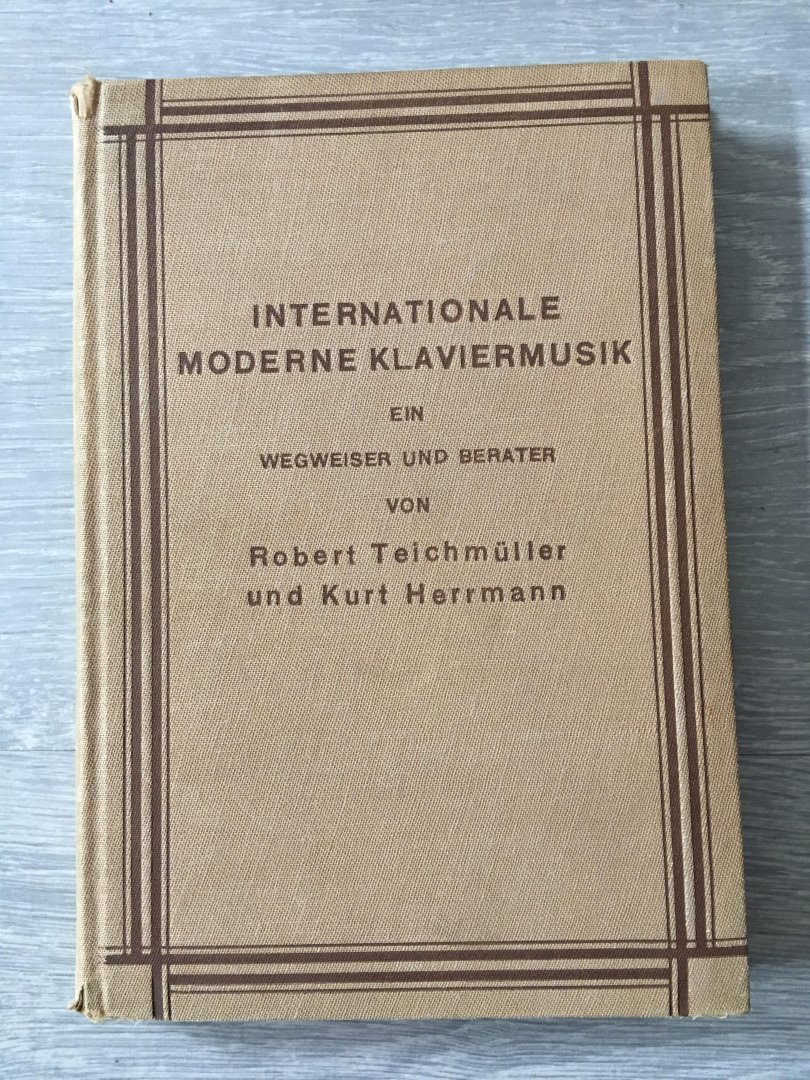 INTERNATIONALE
MODERNE KLAVIERMUSIK
EIN
WEGWEISER UND BERATER
VON
Robert Teichmüller
und Kurt Herrmann